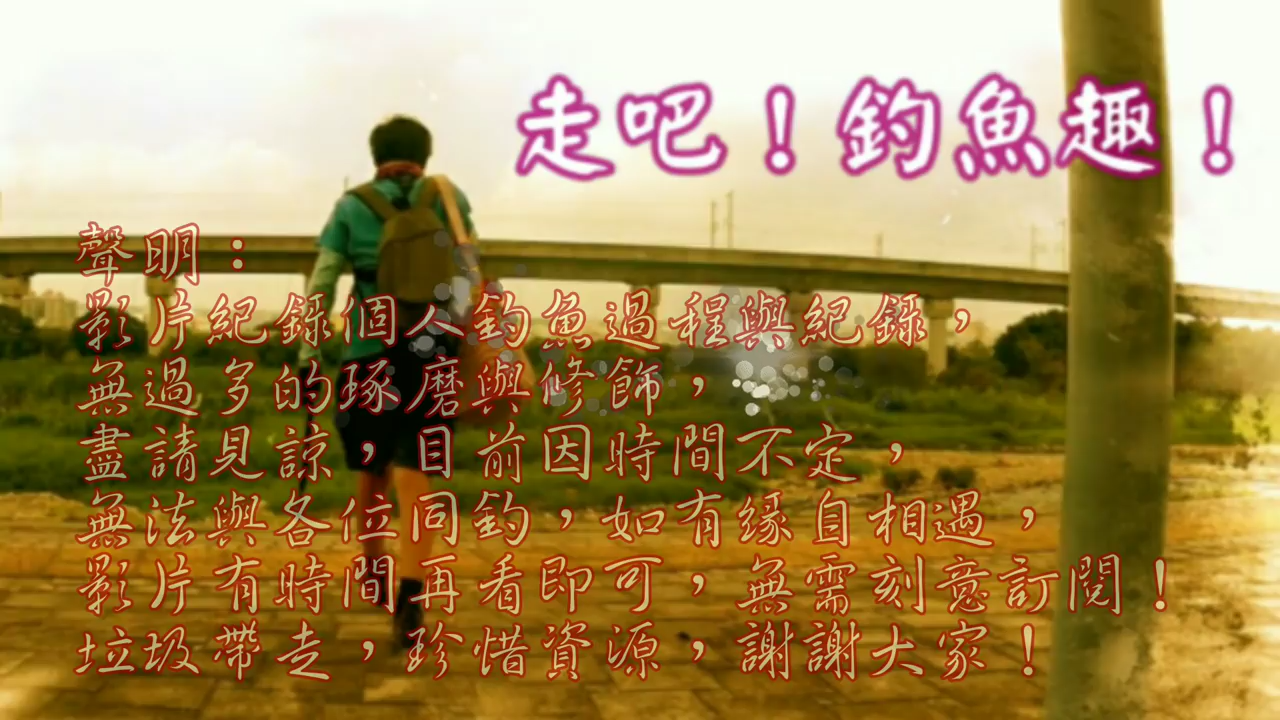 走吧！釣魚趣！
聲明：
影片紀錄個人釣魚過程與紀錄，
無過多的琢磨與修飾，
盡請見諒，目前因時間不定，
無法與各位同釣，如有緣自相遇，
影片有時間再看即可，無需刻意訂閱！
垃圾帶走，珍惜資源，謝謝大家！